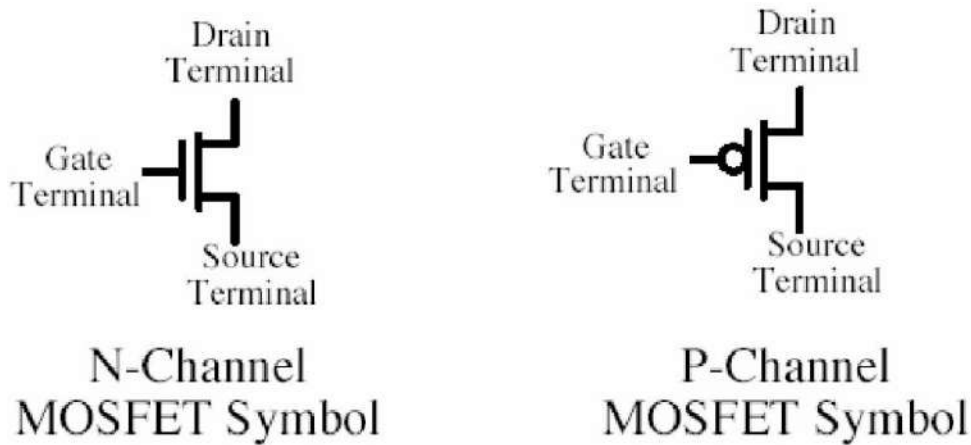 Drain
Terminal
Gate
Terminal
Source
Terminal
N-Channel
MOSFET Symbol
Drain
Terminal
Gate
Terminal
Source
Terminal
P-Channel
MOSFET Symbol